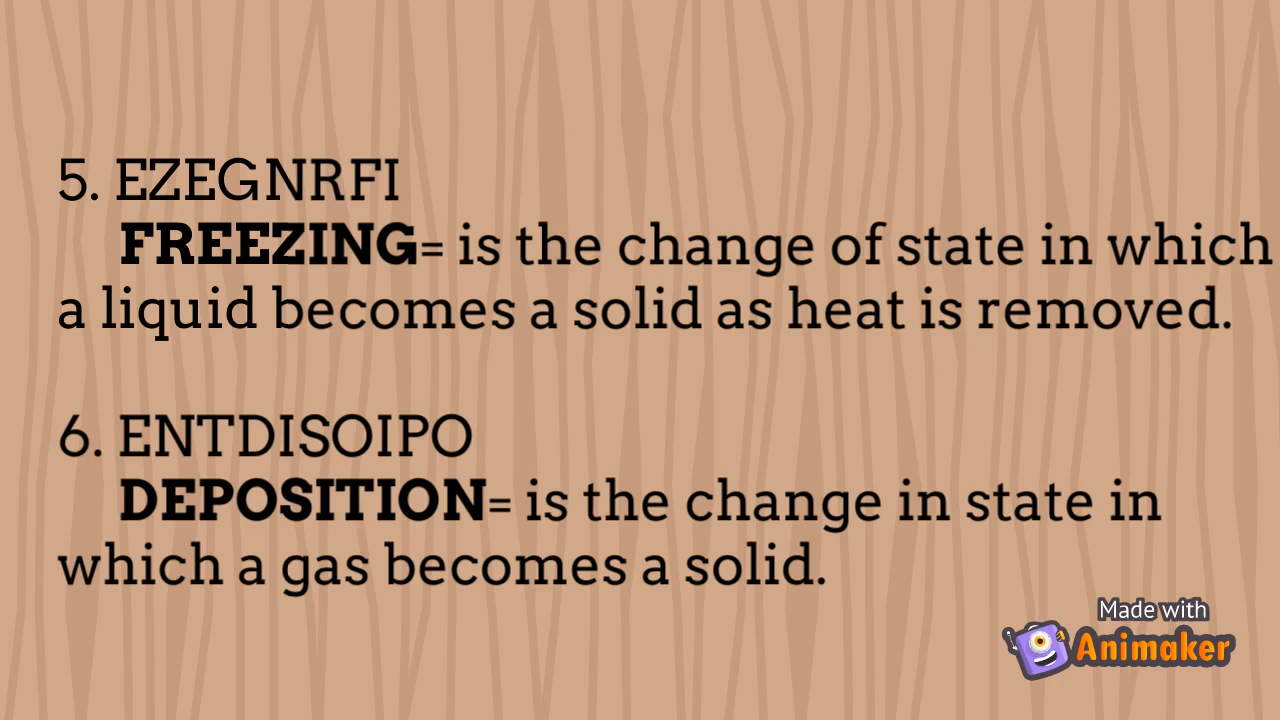 5. EZEGNRFI
FREEZING= is the change of state in which
a liquid becomes a solid as heat is removed.
6. ENTDISOIPO
DEPOSITION= is the change in state in
which a gas becomes a solid.
Made with
Animaker